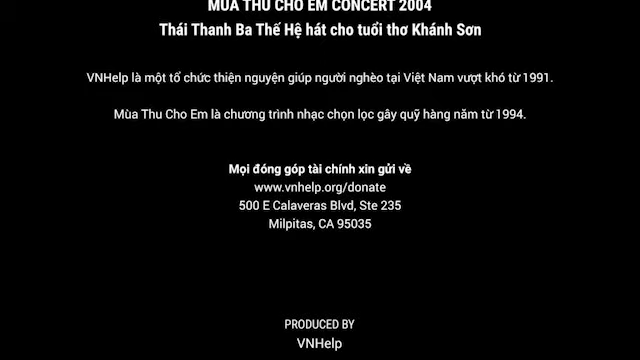 MÙA THU CHO EM CONCERT 2004
Thái Thanh Ba Thế Hệ hát cho tuổi thơ Khánh Sơn
VNHelp là một tổ chức thiện nguyện giúp người nghèo tại Việt Nam vượt khó từ 1991.
Mùa Thu Cho Em là chương trình nhạc chọn lọc gây quỹ hàng năm từ 1994.
Mọi đóng góp tài chính xin gửi về
www.vnhelp.org/donate
500 E Calaveras Blvd, Ste 235
Milpitas, CA 95035
PRODUCED BY
VNHelp